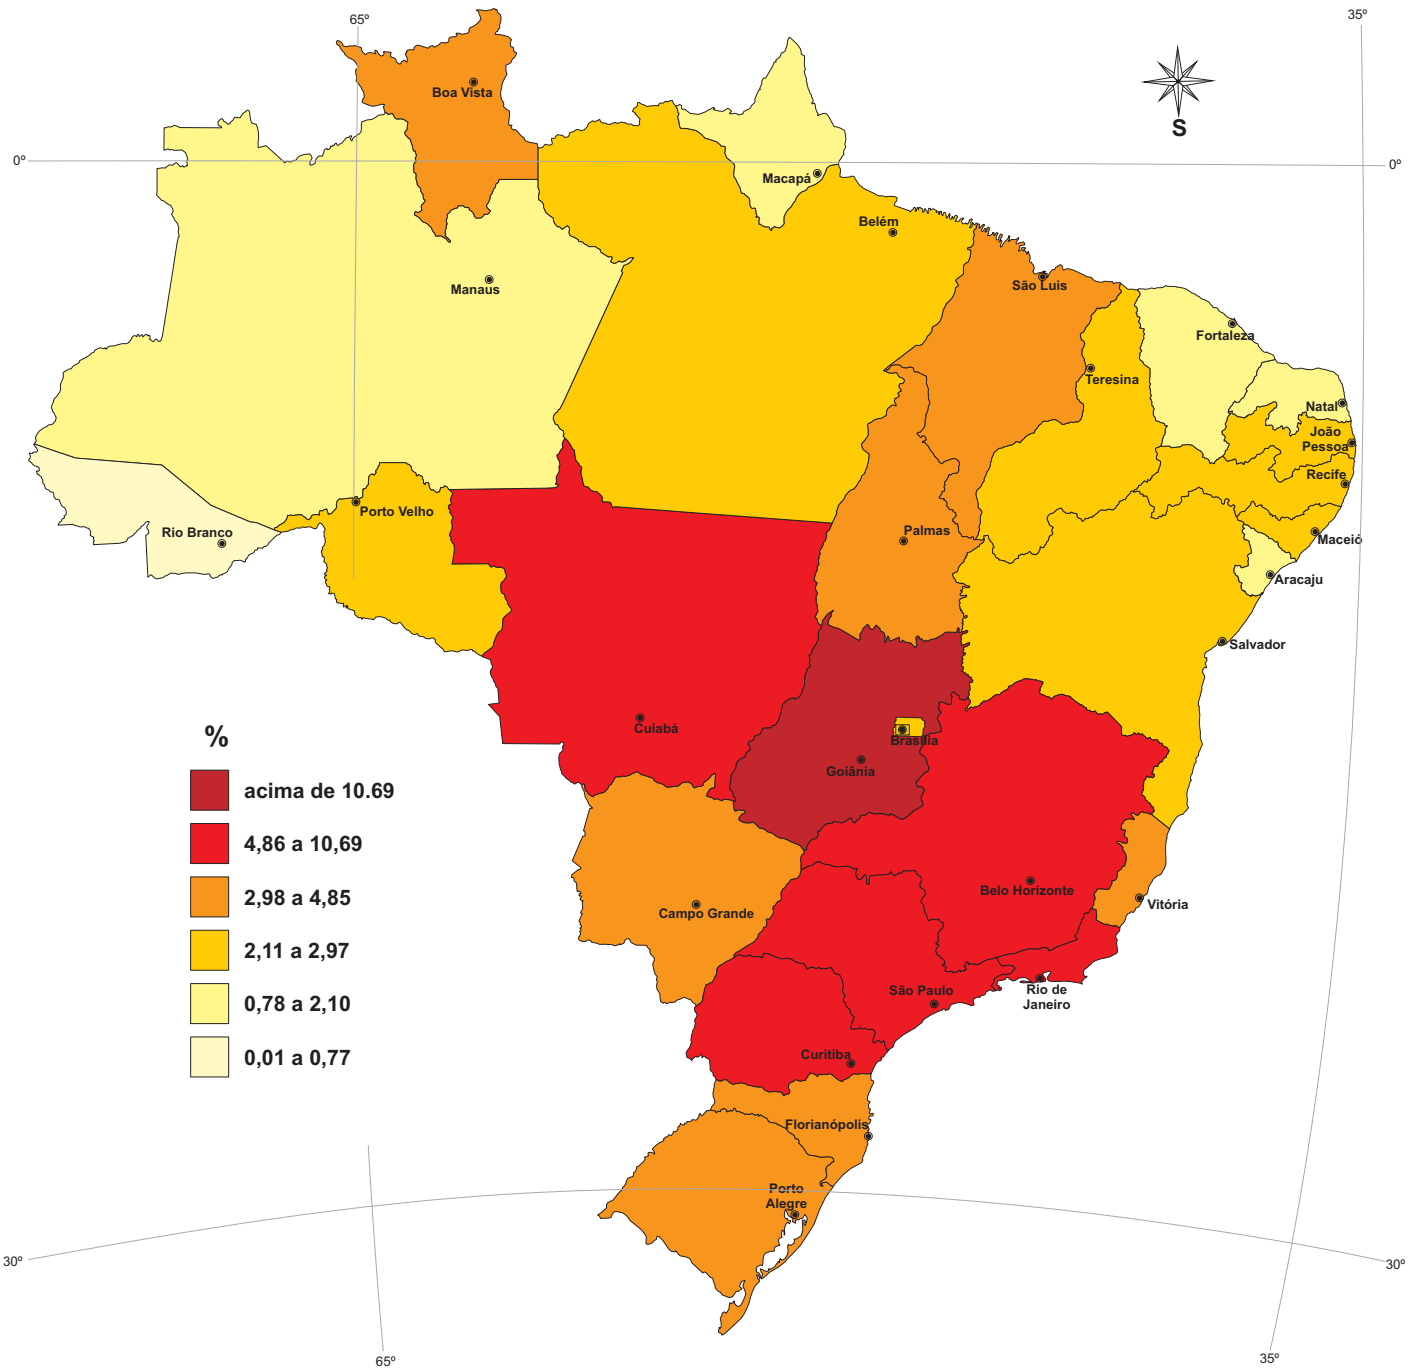 65º
35º
Boa Vista
S
0º
0º
Macapá
Belém
Manaus
São Luis
Fortaleza
Teresina
Natal
João
Pessoa
Recife
Porto Velho
Rio Branco
Palmas
Maceió
Aracaju
Salvador
Cuiabá
%
Brasília
Goiânia
acima de 10.69
4,86 a 10,69
2,98 a 4,85
2,11 a 2,97
0,78 a 2,10
0,01 a 0,77
Belo Horizonte
Vitória
Campo Grande
São Paulo
Rio de
Janeiro
Curitiba
Florianópolis
Porto
Alegre
30º
30º
65º
35º